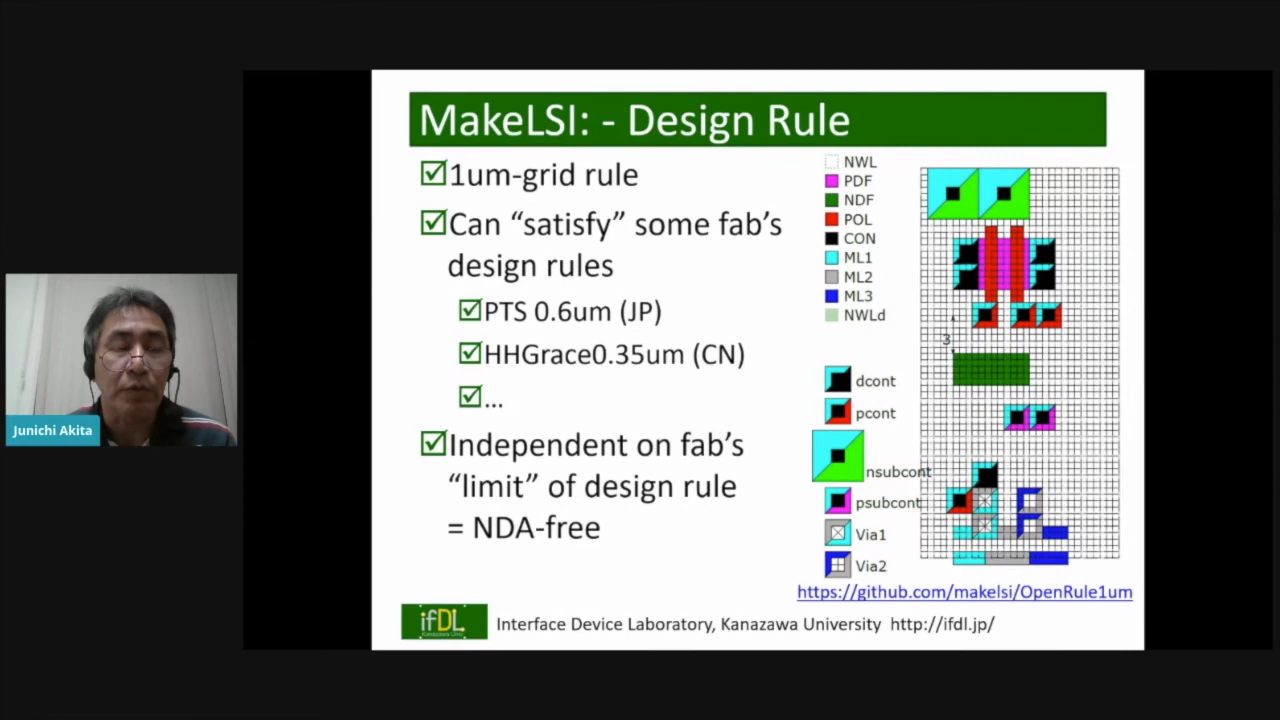 MakeLSI: - Design Rule
1um-grid rule
Can “satisfy” some fab’s
design rules
PTS 0.6um (JP)
HHGrace0.35um (CN)
...
Independent on fab’s
“limit” of design rule
= NDA-free
NWL
PDF
NDF
POL
CON
ML1
ML2
ML3
NWLd
3
dcont
pcont
nsubcont
psubcont
Via1
Via2
https://github.com/makelsi/OpenRule1um
ifDL
Kanazawa Univ.
Interface Device Laboratory, Kanazawa University http://ifdl.jp/
Junichi Akita